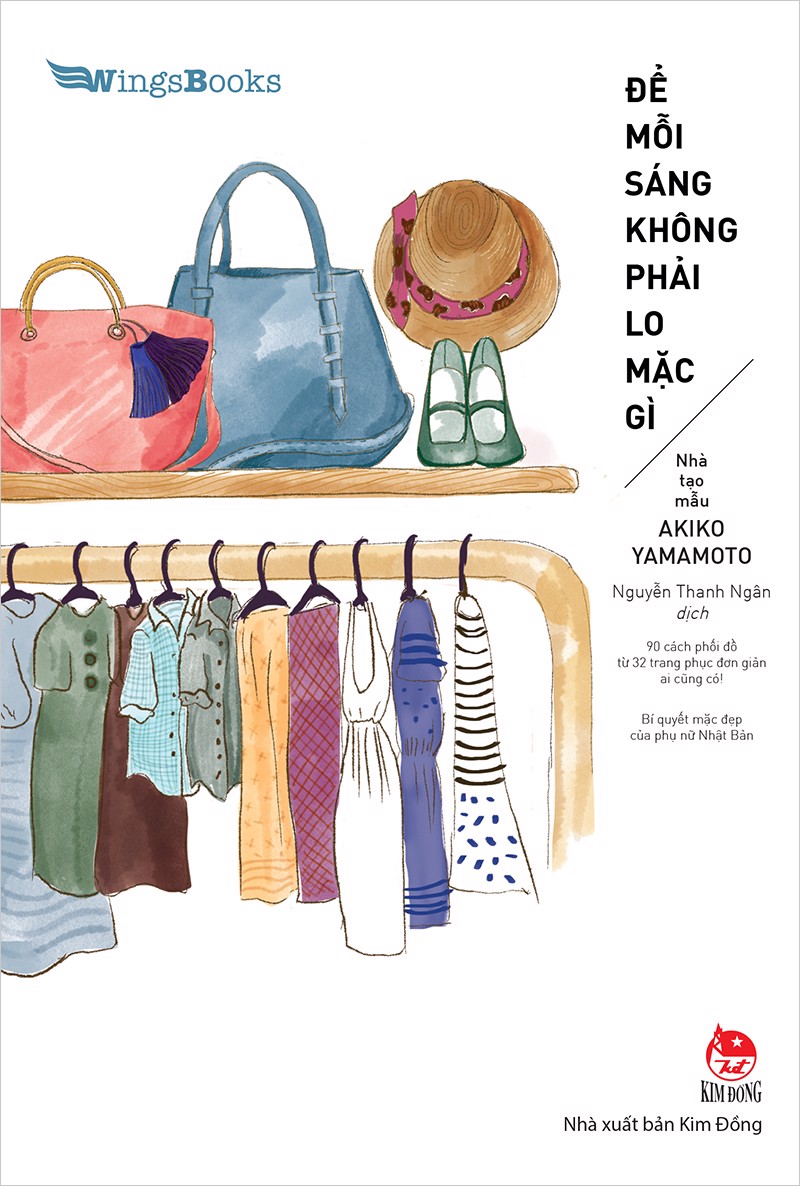 WingsBooks
ĐỂ
MỖI
SÁNG
KHÔNG
PHẢI
LO
MẶC
GÌ
Nhà
tạo
mẫu
AKIKO
YAMAMOTO
Nguyễn Thanh Ngân
dịch
90 cách phối đồ
từ 32 trang phục đơn giản
ai cũng có!
Bí quyết mặc đẹp
của phụ nữ Nhật Bản
Kđ
KIM ĐỒNG
Nhà xuất bản Kim Đồng